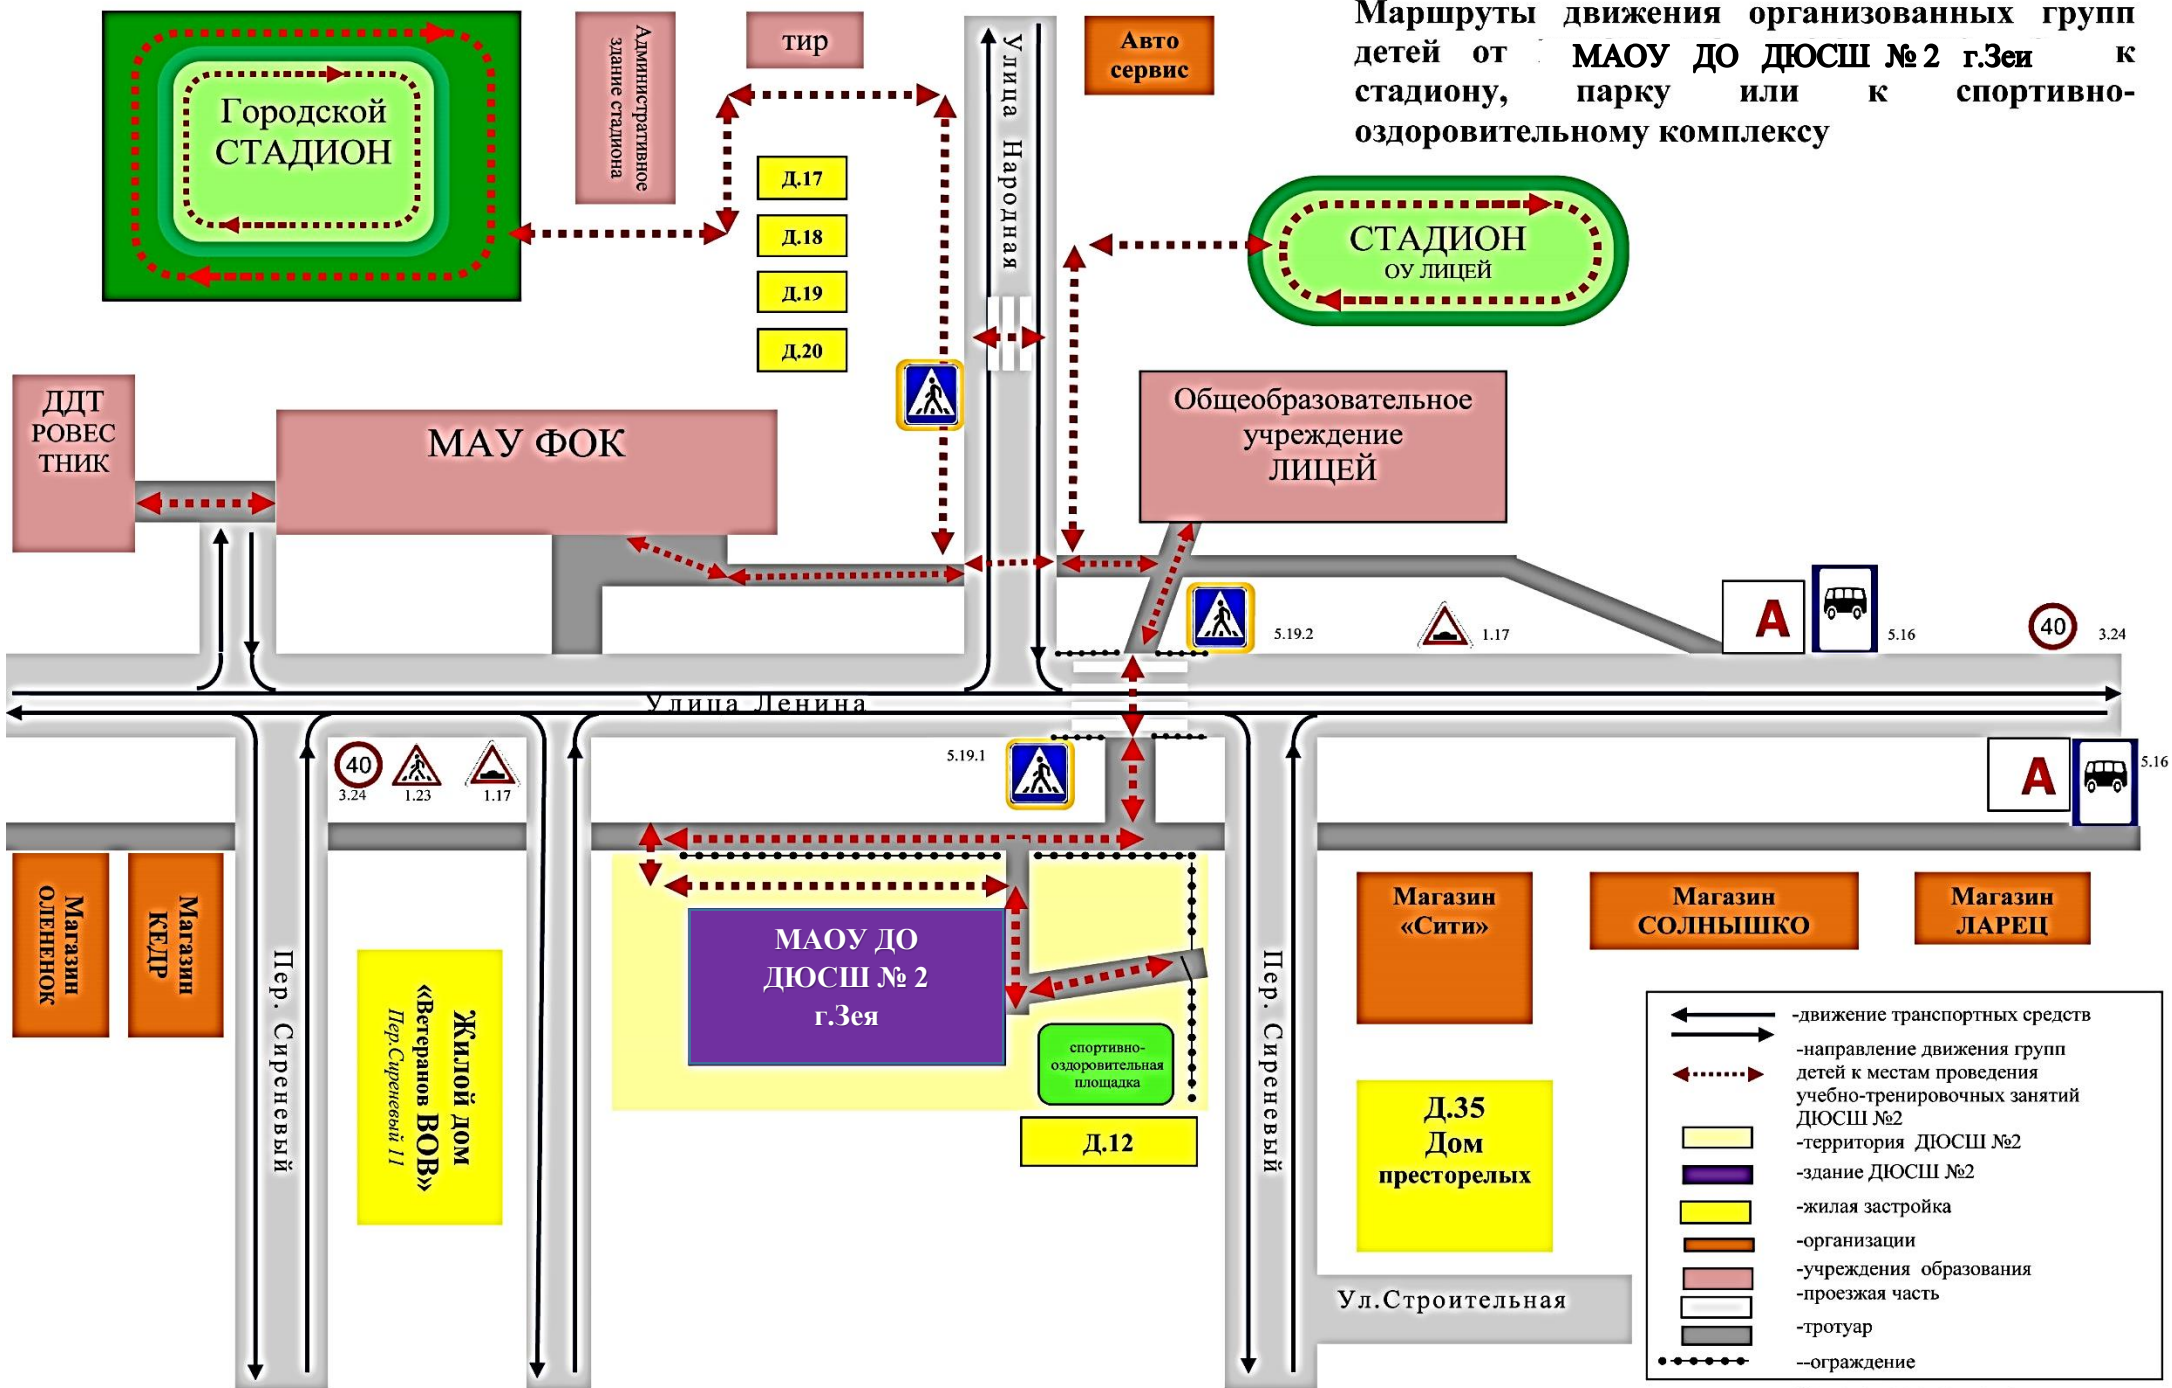 Маршруты движения организованных групп
детей от МАОУ ДО ДЮСШ № 2 г.Зеи к
стадиону, парку или к спортивно-
оздоровительному комплексу
Городской
СТАДИОН
Административное
здание стадиона
тир
Улица Народная
Авто
сервис
Д.17
Д.18
Д.19
Д.20
СТАДИОН
ОУ ЛИЦЕЙ
ДДТ
РОВЕС
ТНИК
МАУ ФОК
Общеобразовательное
учреждение
ЛИЦЕЙ
5.19.2
1.17
А
5.16
40
3.24
Улица Ленина
40
3.24
1.23
1.17
5.19.1
А
5.16
Магазин
ОЛЕНЕНОК
Магазин
КЕДР
Пер. Сиреневый
Жилой дом
«Ветеранов ВОВ»
Пер.Сиреневый 11
МАОУ ДО
ДЮСШ № 2
г.Зея
спортивно-
оздоровительная
площадка
Д.12
Пер. Сиреневый
Магазин
«Сити»
Магазин
СОЛНЫШКО
Магазин
ЛАРЕЦ
Д.35
Дом
престорелых
Ул.Строительная
-движение транспортных средств
-направление движения групп
детей к местам проведения
учебно-тренировочных занятий
ДЮСШ №2
-территория ДЮСШ №2
-здание ДЮСШ №2
-жилая застройка
-организации
-учреждения образования
-проезжая часть
-тротуар
--ограждение